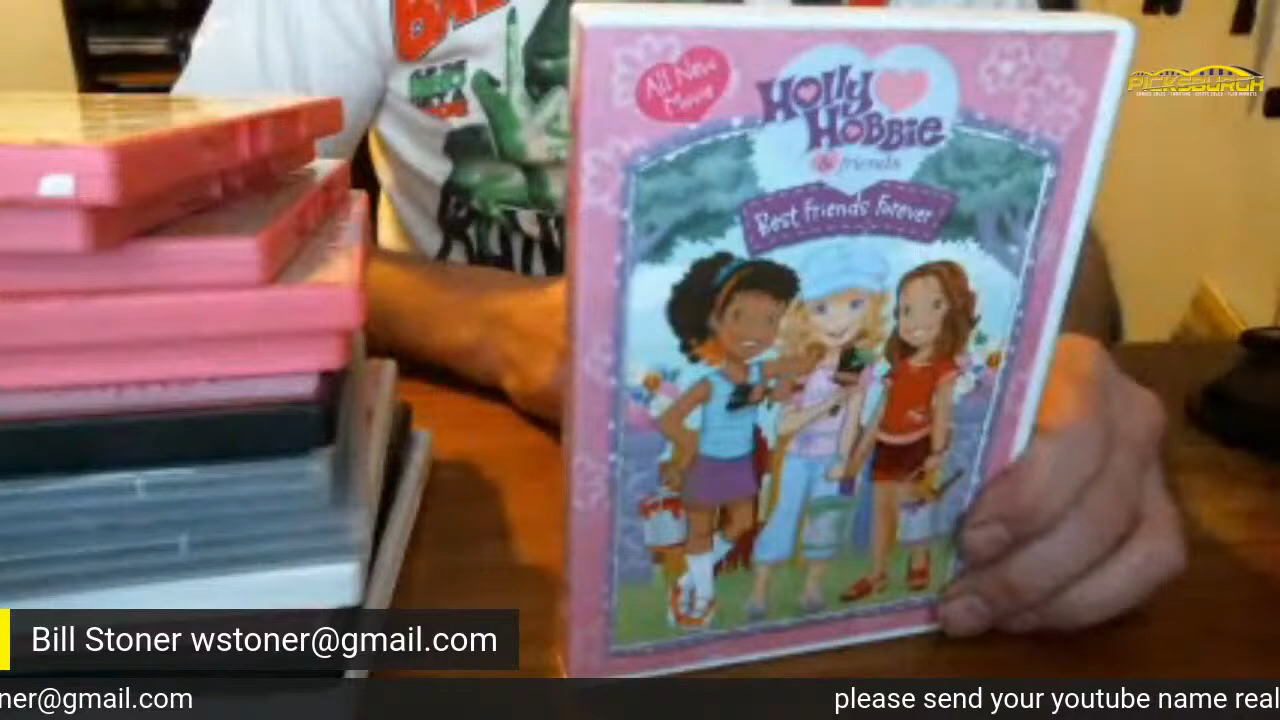 All New
Movie
Holly
Hobbie
& friends
Best friends forever
PICKSBURGH
Bill Stoner wstoner@gmail.com
ner@gmail.com
please send your youtube name real